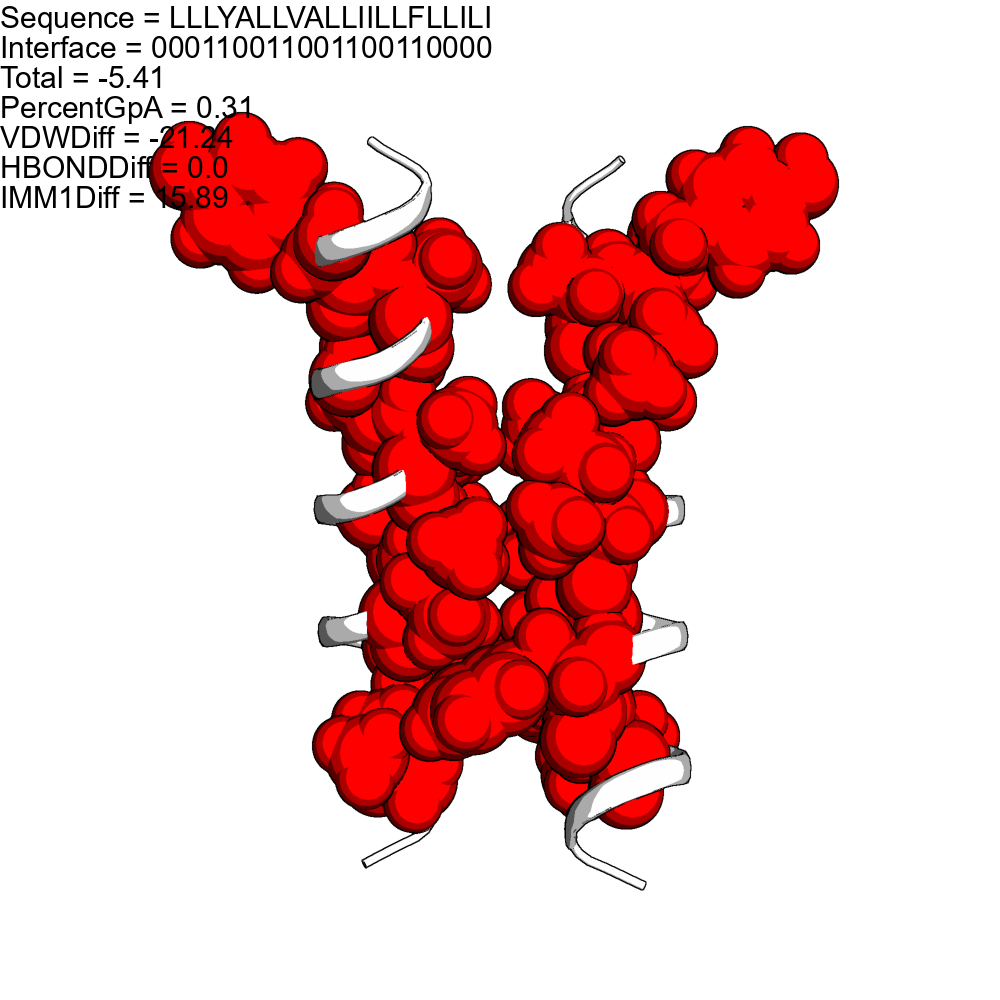 Sequence = LLLYALLVALLIILLFLLILI
Interface = 000110011001100110000
Total = -5.41
PercentGpA = 0.31
VDWDiff = -21.24
HBONDDiff = 0.0
IMM1Diff = 15.89